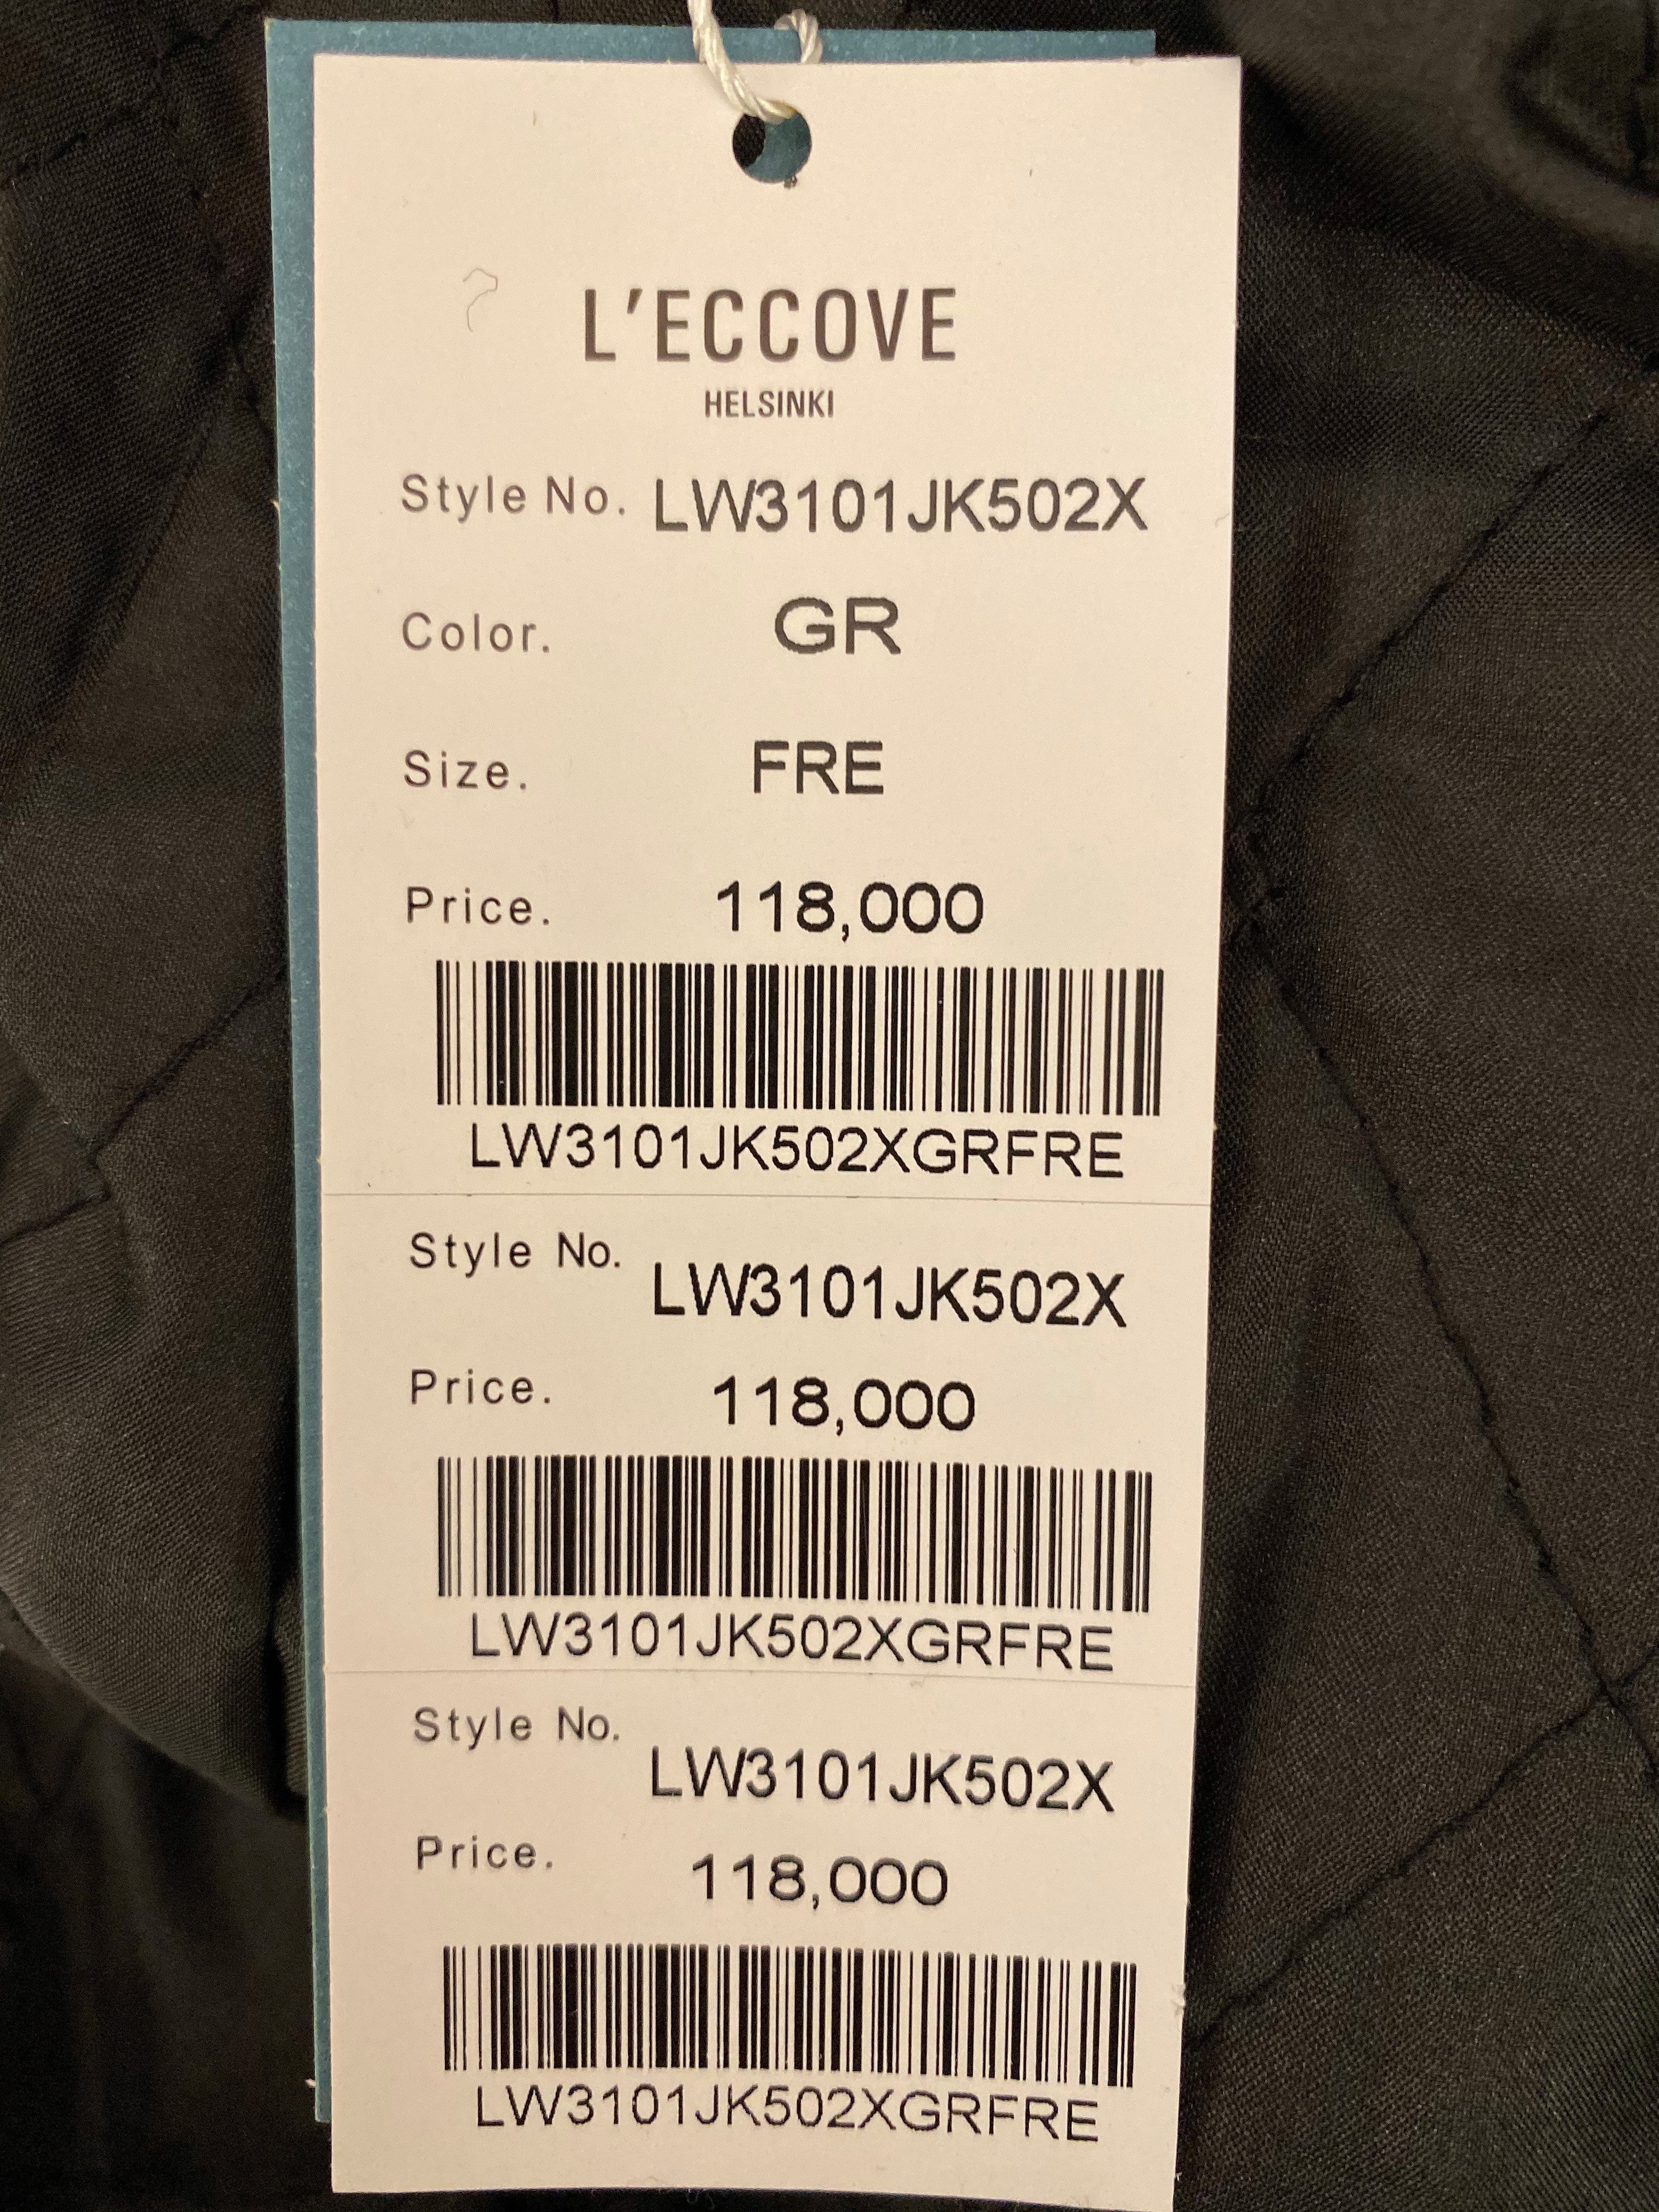 L'ECCOVE
HELSINKI
Style No. LW3101JK502X
Color. GR
Size. FRE
Price. 118,000
LW3101JK502XGRFRE
Style No. LW3101JK502X
Price. 118,000
LW3101JK502XGRFRE
Style No. LW3101JK502X
Price. 118,000
LW3101JK502XGRFRE